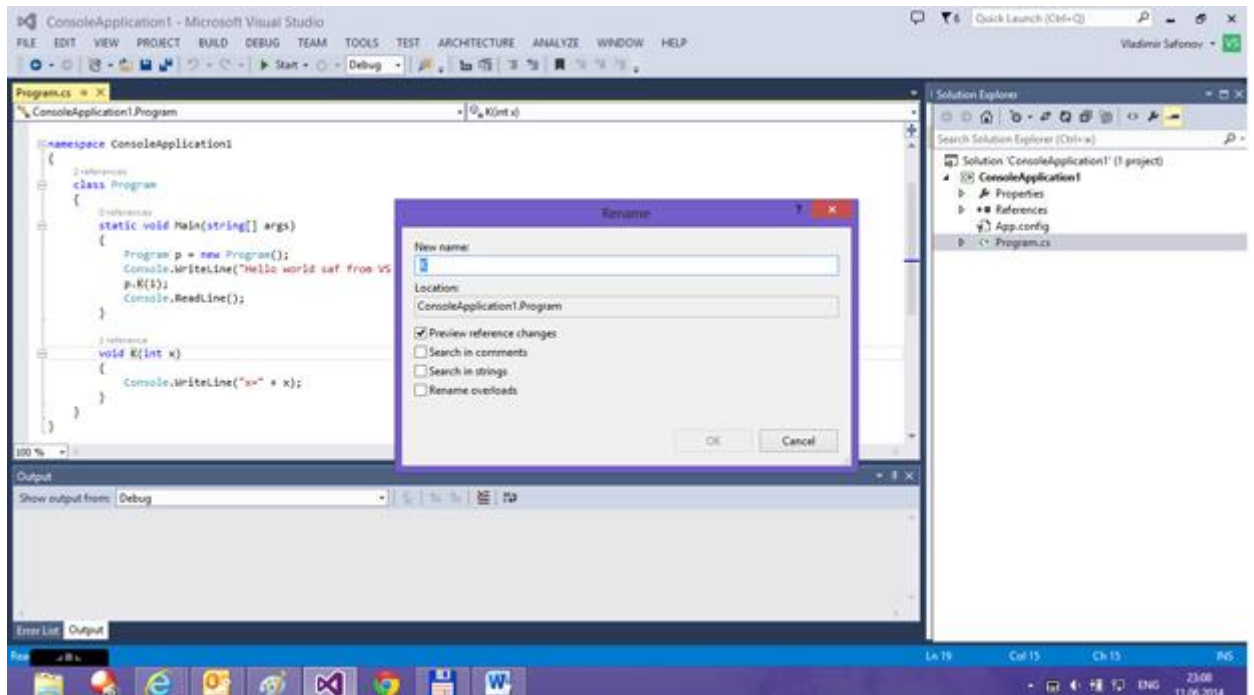 ConsoleApplication1 - Microsoft Visual Studio
6
Quick Launch (Ctrl+Q)
FILE EDIT VIEW PROJECT BUILD DEBUG TEAM TOOLS TEST ARCHITECTURE ANALYZE WINDOW HELP
Vladimir Safonov
VS
Start
Debug
Program.cs
ConsoleApplication1.Program
K(int x)
namespace ConsoleApplication1
{
2 references
class Program
{
0 references
static void Main(string[] args)
{
Program p = new Program();
Console.WriteLine("Hello world saf from VS
p.K(1);
Console.ReadLine();
}
reference
void K(int x)
{
Console.WriteLine("x=" + x);
}
}
}
100 %
Rename
New name:
K
Location:
ConsoleApplication1.Program
Preview reference changes
Search in comments
Search in strings
Rename overloads
OK
Cancel
Output
Show output from: Debug
Error List Output
Solution Explorer
Search Solution Explorer
Solution 'ConsoleApplication1' (1 project)
ConsoleApplication1
Properties
References
App.config
Program.cs
Ln 19 Col 15 Ch 15 INS
ENG
23:08